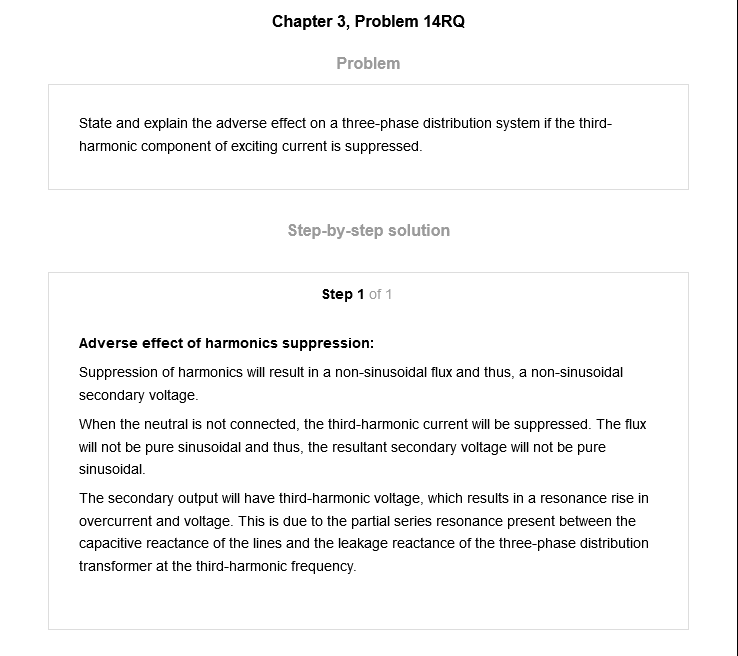 Chapter 3, Problem 14RQ
Problem
State and explain the adverse effect on a three-phase distribution system if the third-
harmonic component of exciting current is suppressed.
Step-by-step solution
Step 1 of 1
Adverse effect of harmonics suppression:
Suppression of harmonics will result in a non-sinusoidal flux and thus, a non-sinusoidal
secondary voltage.
When the neutral is not connected, the third-harmonic current will be suppressed. The flux
will not be pure sinusoidal and thus, the resultant secondary voltage will not be pure
sinusoidal.
The secondary output will have third-harmonic voltage, which results in a resonance rise in
overcurrent and voltage. This is due to the partial series resonance present between the
capacitive reactance of the lines and the leakage reactance of the three-phase distribution
transformer at the third-harmonic frequency.